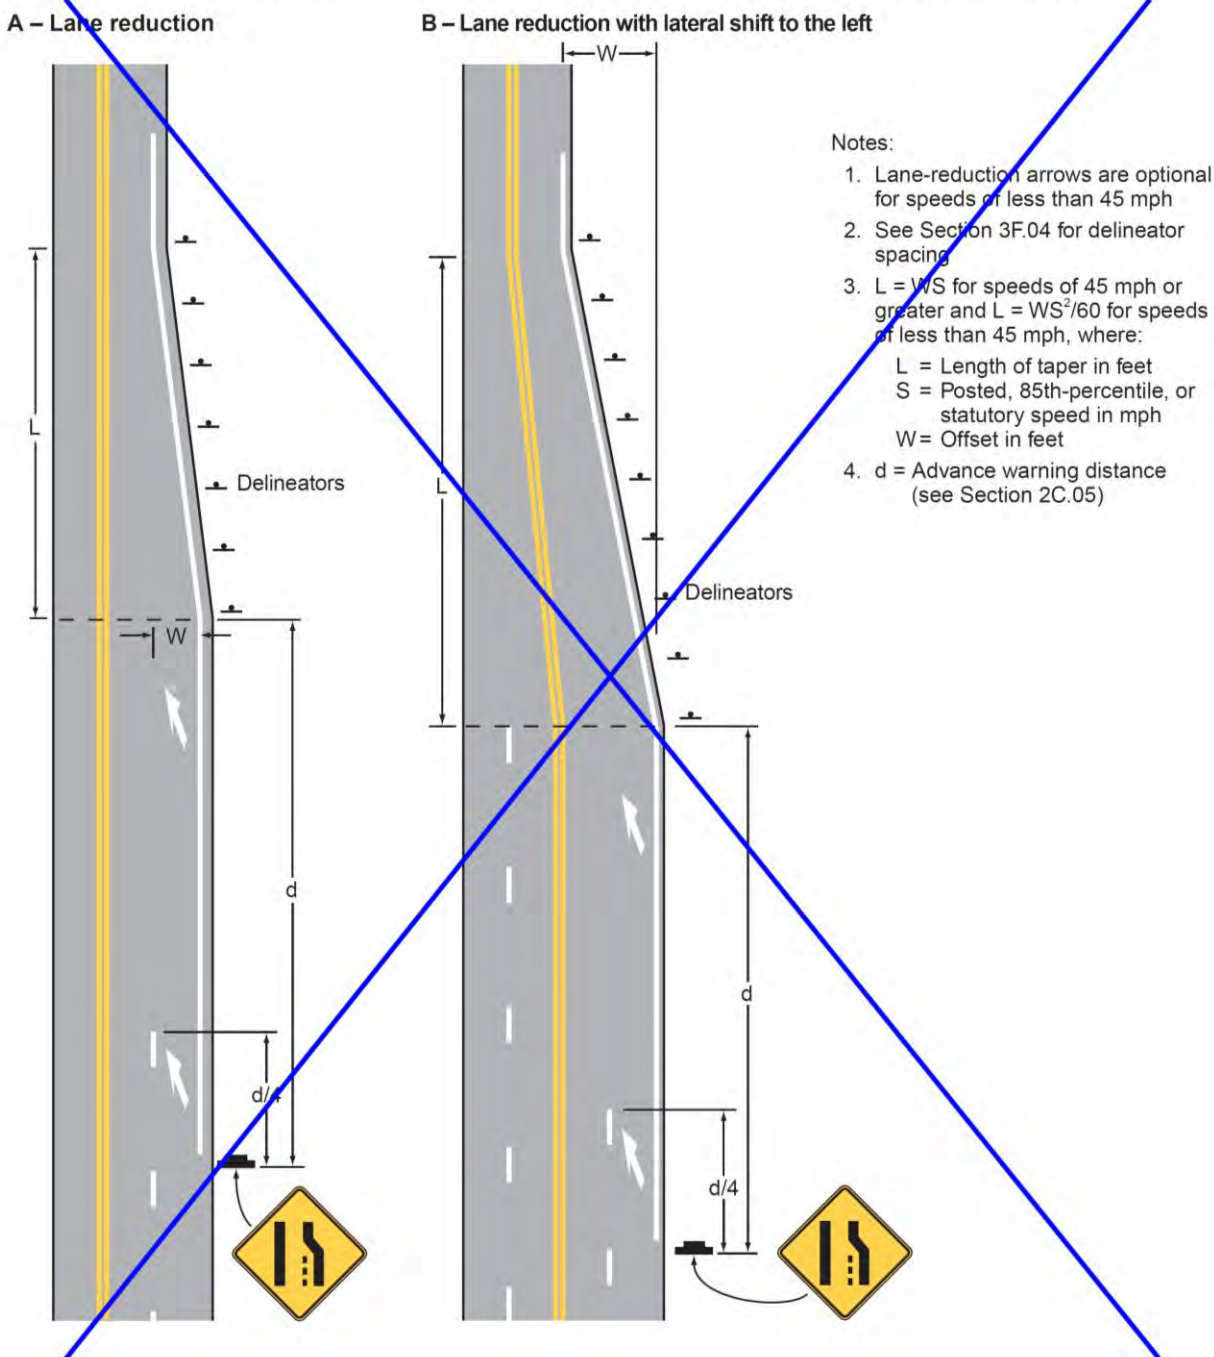 A – Lane reduction
B – Lane reduction with lateral shift to the left
W
Notes:
1. Lane-reduction arrows are optional
for speeds of less than 45 mph
2. See Section 3F.04 for delineator
spacing
3. L = WS for speeds of 45 mph or
greater and L = WS²/60 for speeds
of less than 45 mph, where:
L = Length of taper in feet
S = Posted, 85th-percentile, or
statutory speed in mph
W = Offset in feet
4. d = Advance warning distance
(see Section 2C.05)
L
Delineators
W
d
d/4
L
Delineators
d
d/4